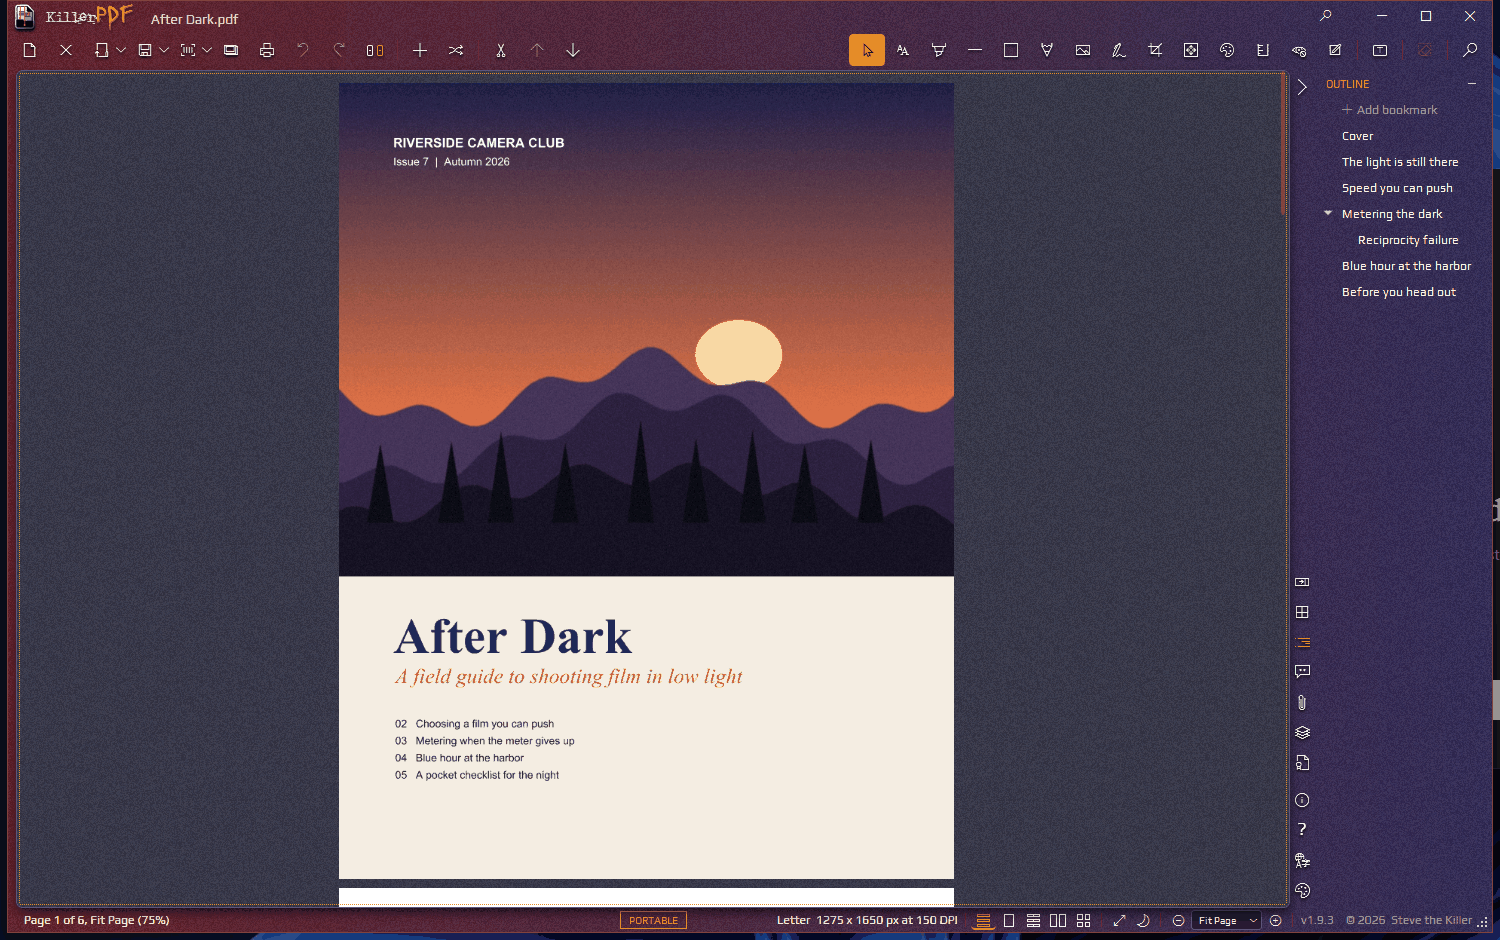 KillerPDF
After Dark.pdf
RIVERSIDE CAMERA CLUB
Issue 7 | Autumn 2026
After Dark
A field guide to shooting film in low light
02 Choosing a film you can push
03 Metering when the meter gives up
04 Blue hour at the harbor
05 A pocket checklist for the night
OUTLINE
+ Add bookmark
Cover
The light is still there
Speed you can push
Metering the dark
Reciprocity failure
Blue hour at the harbor
Before you head out
Page 1 of 6, Fit Page (75%)
PORTABLE
Letter 1275 x 1650 px at 150 DPI
Fit Page
v1.9.3 © 2026 Steve the Killer